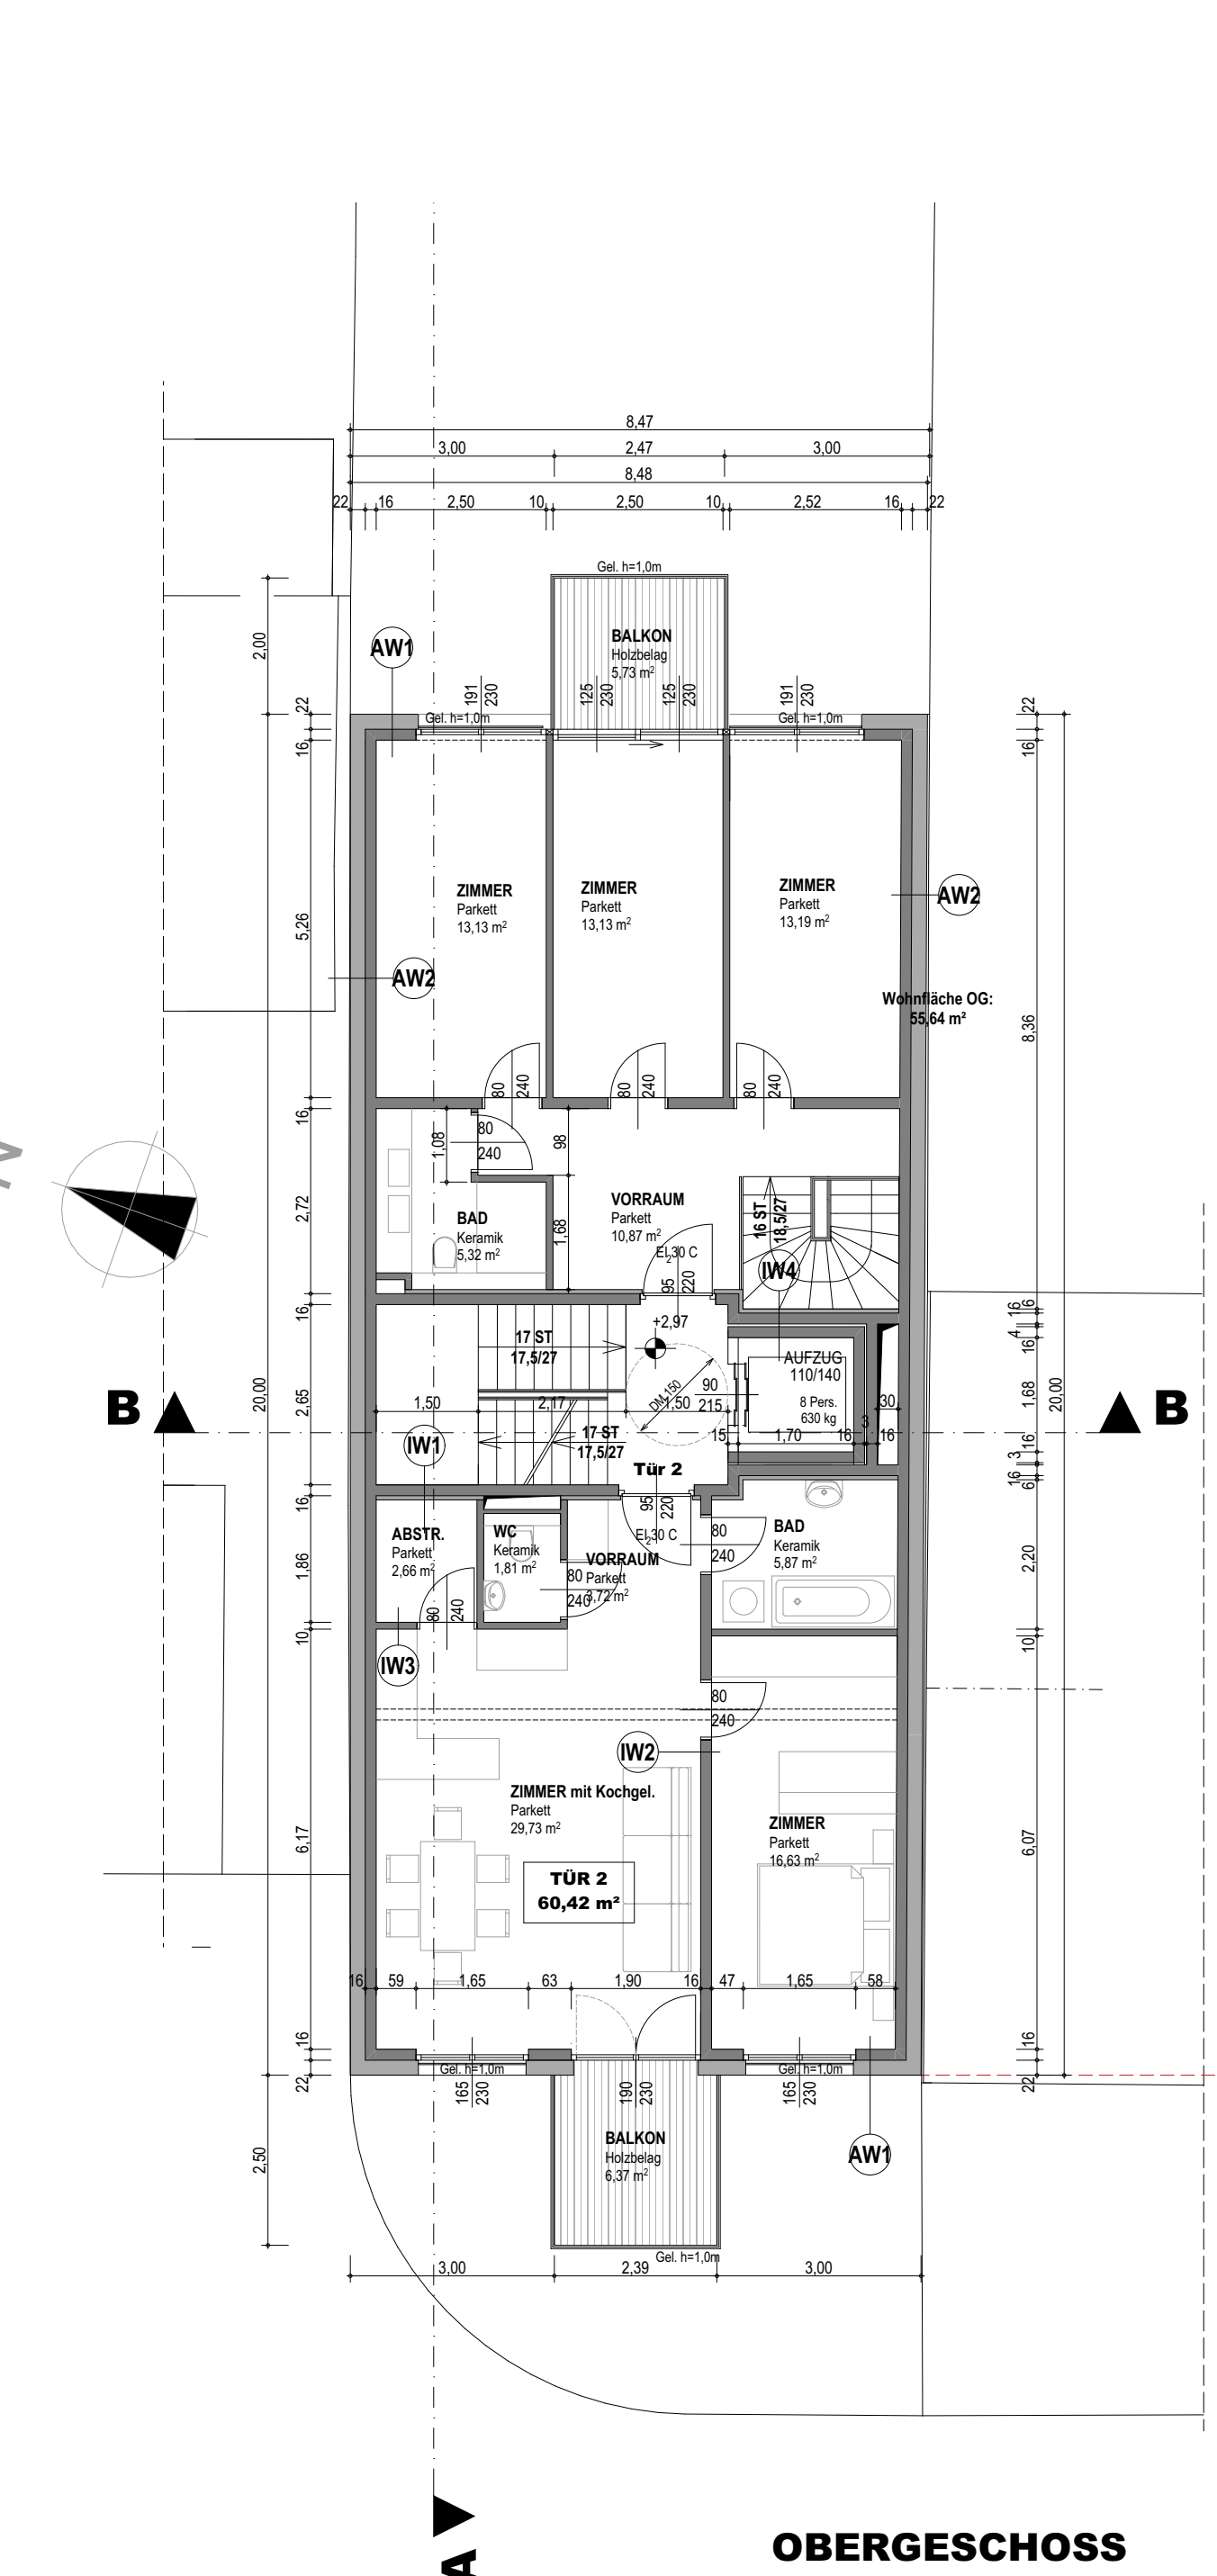 8,47
3,00 2,47 3,00
8,48
22 16 2,50 10 2,50 10 2,52 16 22
Gel. h=1,0m
2,00
AW1
BALKON
Holzbelag
5,73 m²
191 230
125 230
125 230
191 230
Gel. h=1,0m
Gel. h=1,0m
22
16
22
16
ZIMMER
Parkett
13,13 m²
ZIMMER
Parkett
13,13 m²
ZIMMER
Parkett
13,19 m²
AW2
5,26
AW2
Wohnfläche OG:
55,64 m²
8,36
80 240
80 240
80 240
16
1,08
80
240
98
N
2,72
BAD
Keramik
5,32 m²
1,68
VORRAUM
Parkett
10,87 m²
EI₂30 C
95 220
16 ST
18,5/27
IW4
16
+2,97
17 ST
17,5/27
AUFZUG
110/140
8 Pers.
630 kg
90
215
DM 150
16 6
4
16
B
20,00
2,65
1,50 2,17 1,50
30
3
1,68
20,00
B
IW1
17 ST
17,5/27
15 1,70 16 16
16
3
Tür 2
16 6
16
95 220
EI₂30 C
ABSTR.
Parkett
2,66 m²
WC
Keramik
1,81 m²
VORRAUM
Parkett
3,72 m²
80
240
80
240
BAD
Keramik
5,87 m²
1,86
2,20
80 240
10
10
IW3
80
240
IW2
ZIMMER mit Kochgel.
Parkett
29,73 m²
ZIMMER
Parkett
16,63 m²
6,17
6,07
TÜR 2
60,42 m²
16 59 1,65 63 1,90 16 47 1,65 58
16
16
Gel. h=1,0m
Gel. h=1,0m
22
22
165 230
190 230
165 230
BALKON
Holzbelag
6,37 m²
AW1
2,50
Gel. h=1,0m
3,00 2,39 3,00
A
OBERGESCHOSS